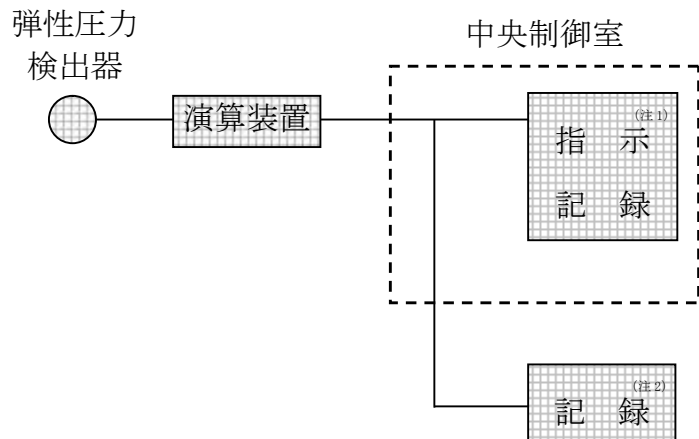 弾性圧力
検出器
中央制御室
演算装置
(注1)
指 示
記 録
(注2)
記 録